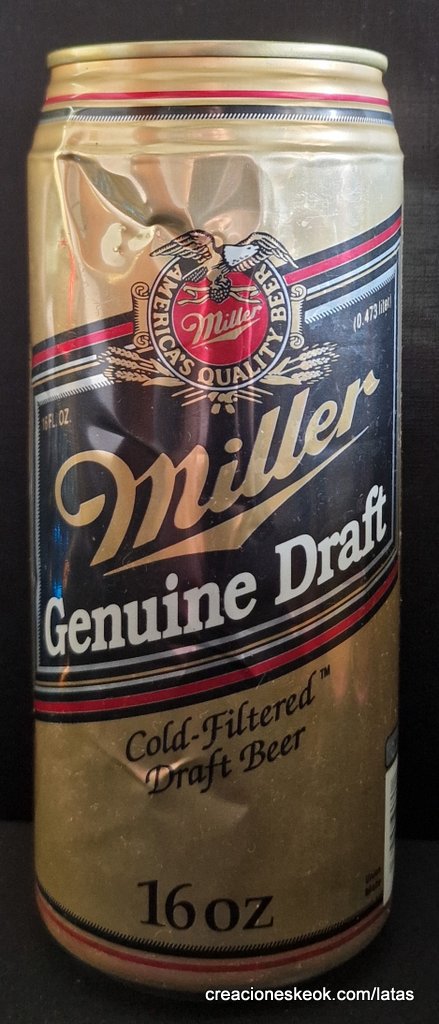 AMERICA'S QUALITY BEER
Miller
(0.473 liter)
16 FL. OZ.
Miller
Genuine Draft
Cold-Filtered™
Draft Beer
16 oz
creacioneskeok.com/latas